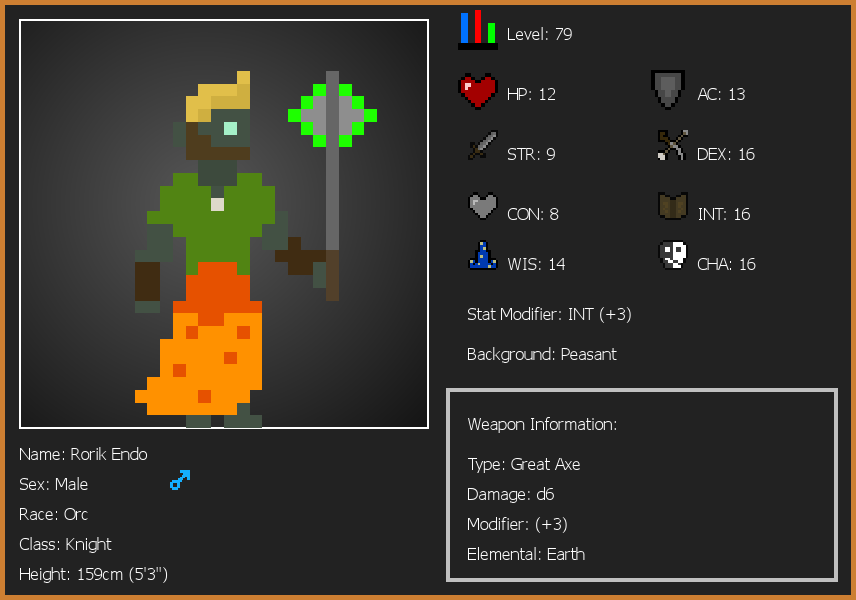 Level: 79
HP: 12
AC: 13
STR: 9
DEX: 16
CON: 8
INT: 16
WIS: 14
CHA: 16
Stat Modifier: INT (+3)
Background: Peasant
Weapon Information:
Type: Great Axe
Damage: d6
Modifier: (+3)
Elemental: Earth
Name: Rorik Endo
Sex: Male
Race: Orc
Class: Knight
Height: 159cm (5'3")